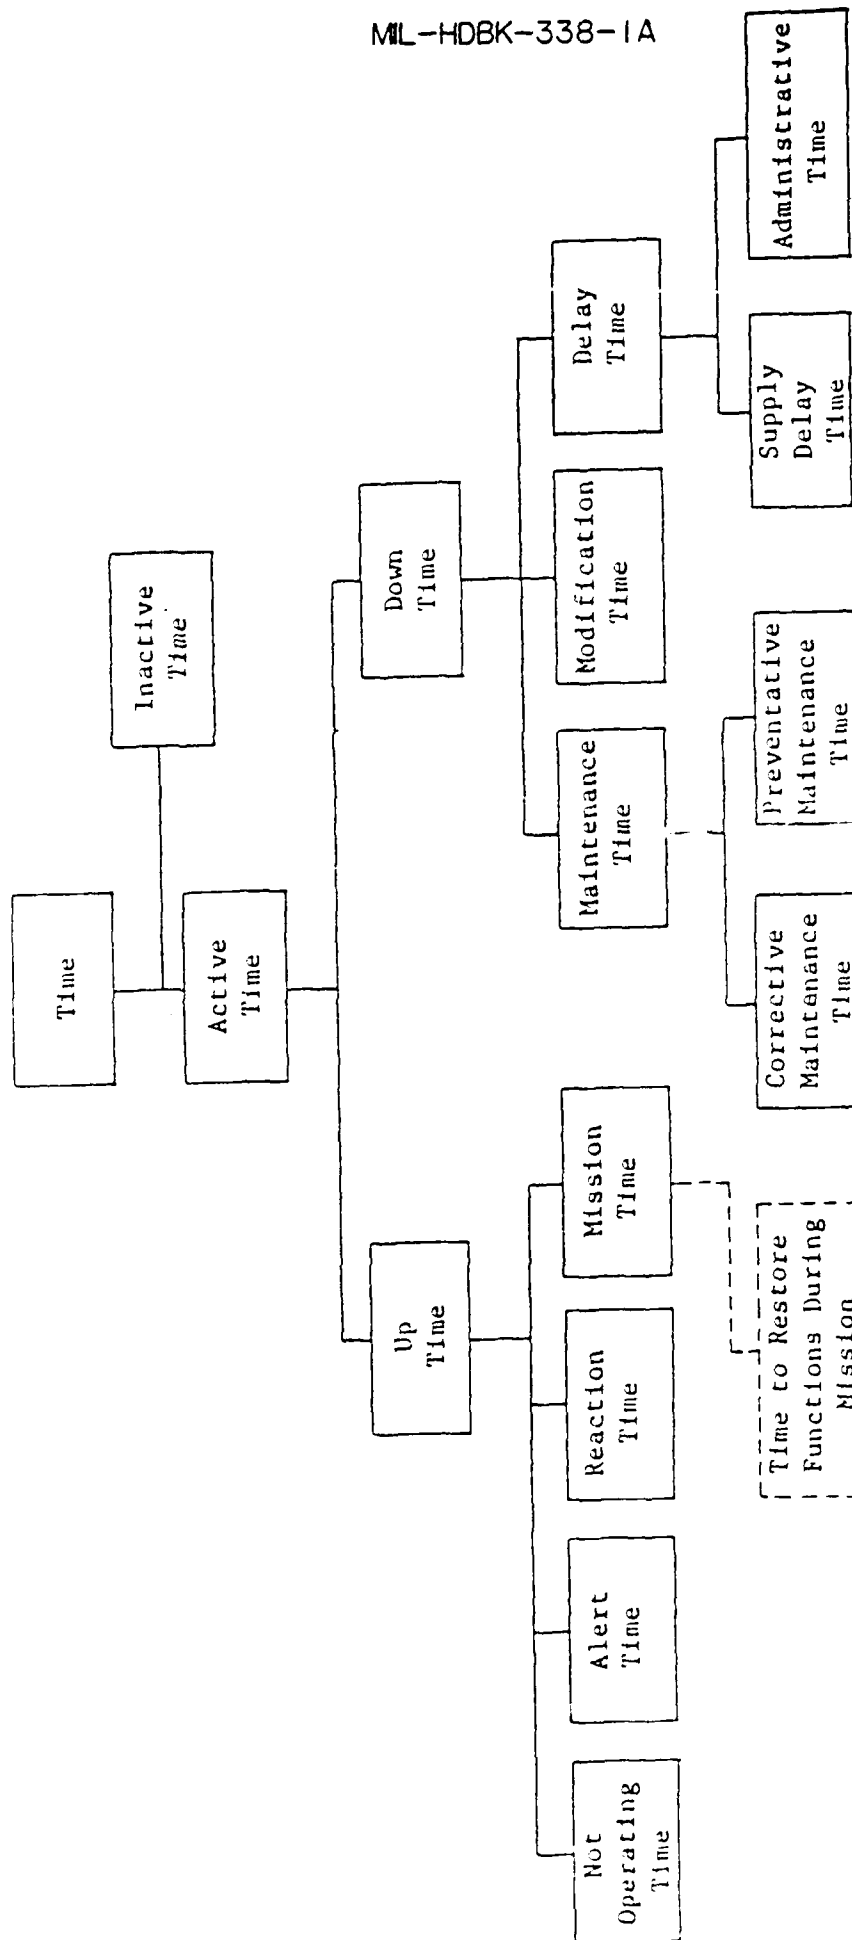 MIL-HDBK-338-1A
Time
Inactive
Time
Active
Time
Up
Time
Down
Time
Not
Operating
Time
Alert
Time
Reaction
Time
Mission
Time
Maintenance
Time
Modification
Time
Delay
Time
Time to Restore
Functions During
Mission
Corrective
Maintenance
Time
Preventative
Maintenance
Time
Supply
Delay
Time
Administrative
Time